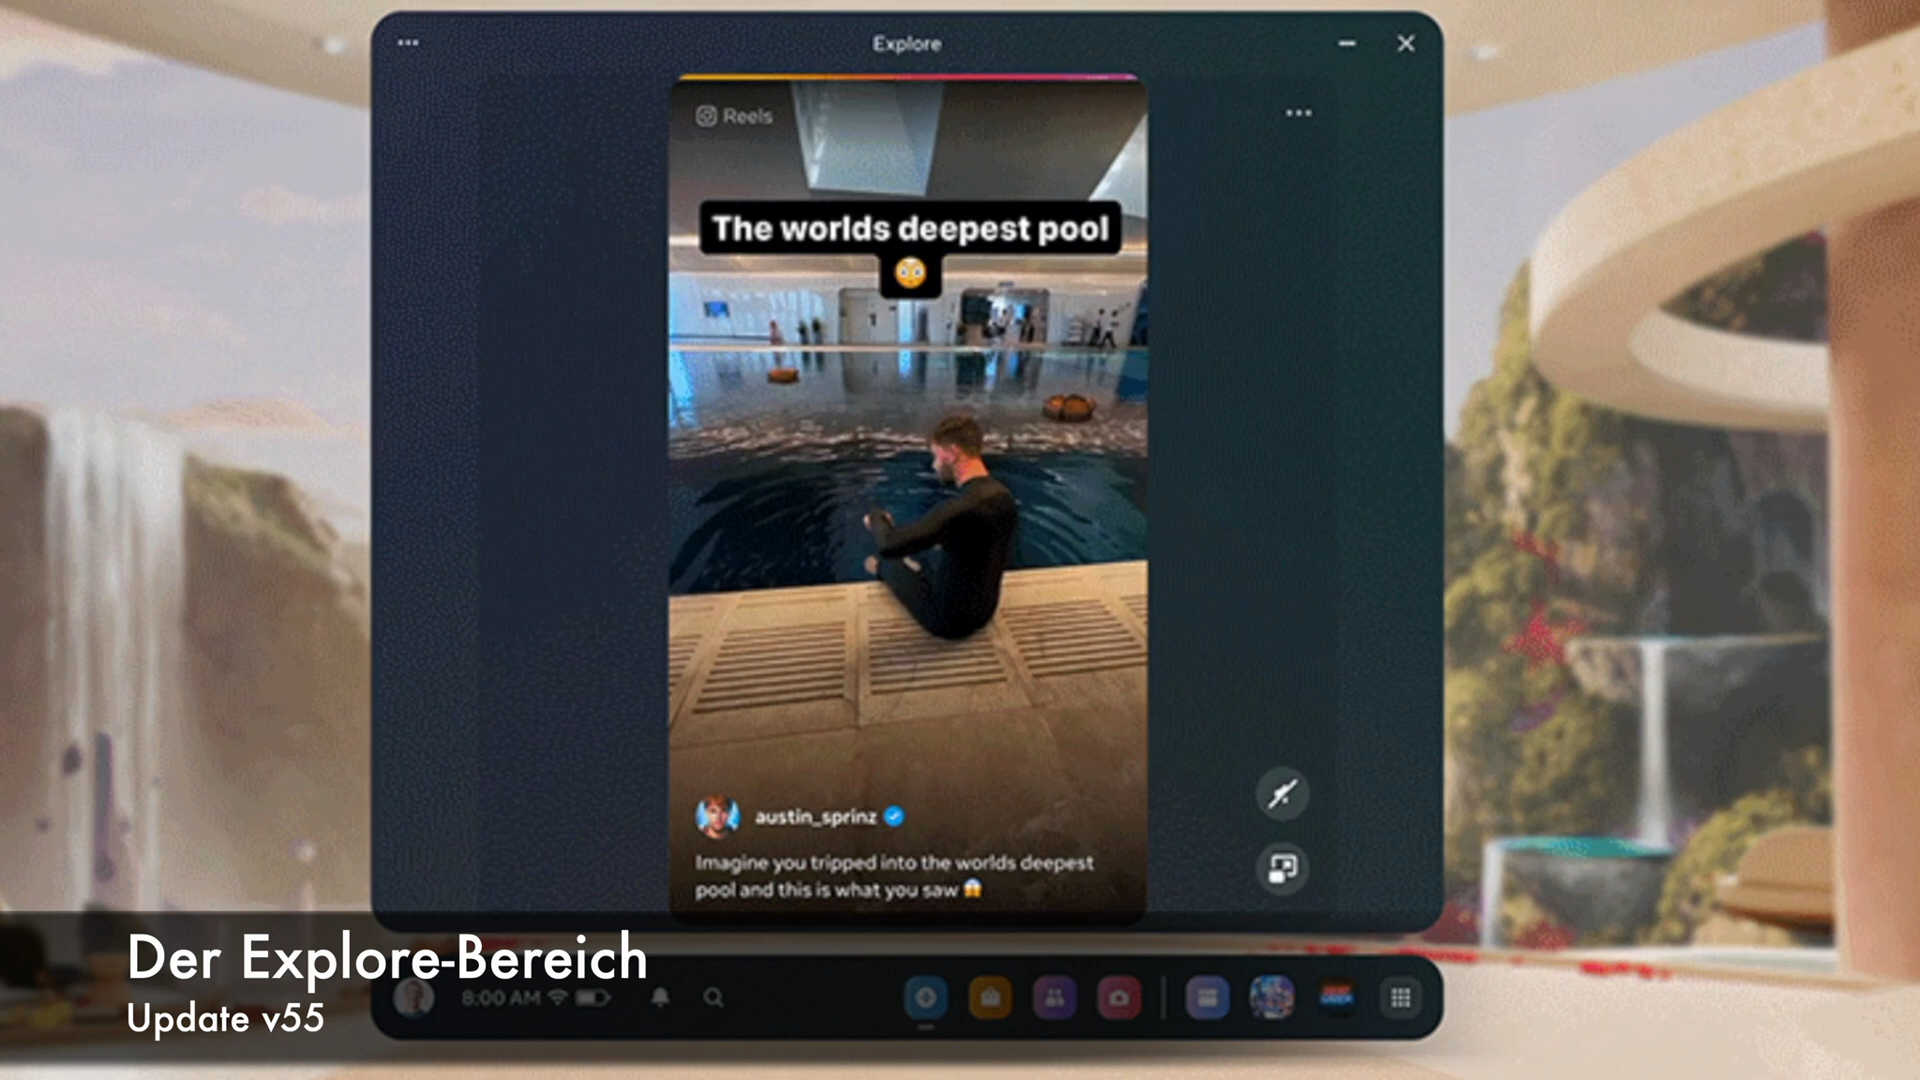 Explore
Reels
The worlds deepest pool
😳
austin_sprinz
Imagine you tripped into the worlds deepest
pool and this is what you saw 😱
Der Explore-Bereich
Update v55
8:00 AM